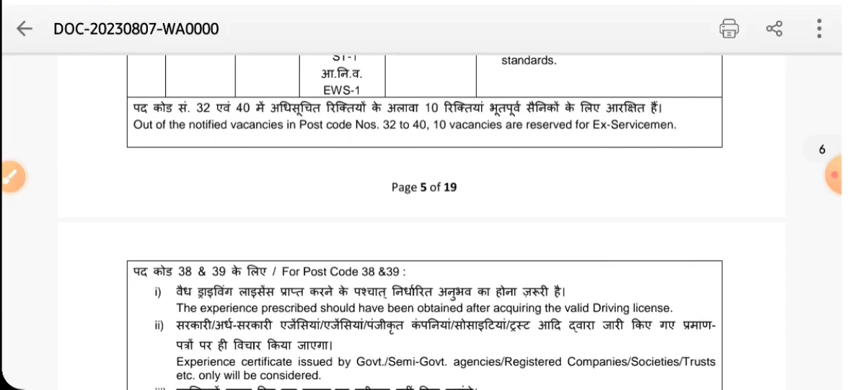 DOC-20230807-WA0000
ST-1
standards.
आ.नि.व.
EWS-1
पद कोड सं. 32 एवं 40 में अधिसूचित रिक्तियों के अलावा 10 रिक्तियां भूतपूर्व सैनिकों के लिए आरक्षित हैं।
Out of the notified vacancies in Post code Nos. 32 to 40, 10 vacancies are reserved for Ex-Servicemen.
6
Page 5 of 19
पद कोड 38 & 39 के लिए / For Post Code 38 &39 :
i) वैध ड्राइविंग लाइसेंस प्राप्त करने के पश्चात् निर्धारित अनुभव का होना ज़रूरी है।
The experience prescribed should have been obtained after acquiring the valid Driving license.
ii) सरकारी/अर्ध-सरकारी एजेंसियां/एजेंसियां/पंजीकृत कंपनियां/सोसाइटियां/ट्रस्ट आदि द्वारा जारी किए गए प्रमाण-
पत्रों पर ही विचार किया जाएगा।
Experience certificate issued by Govt./Semi-Govt. agencies/Registered Companies/Societies/Trusts
etc. only will be considered.